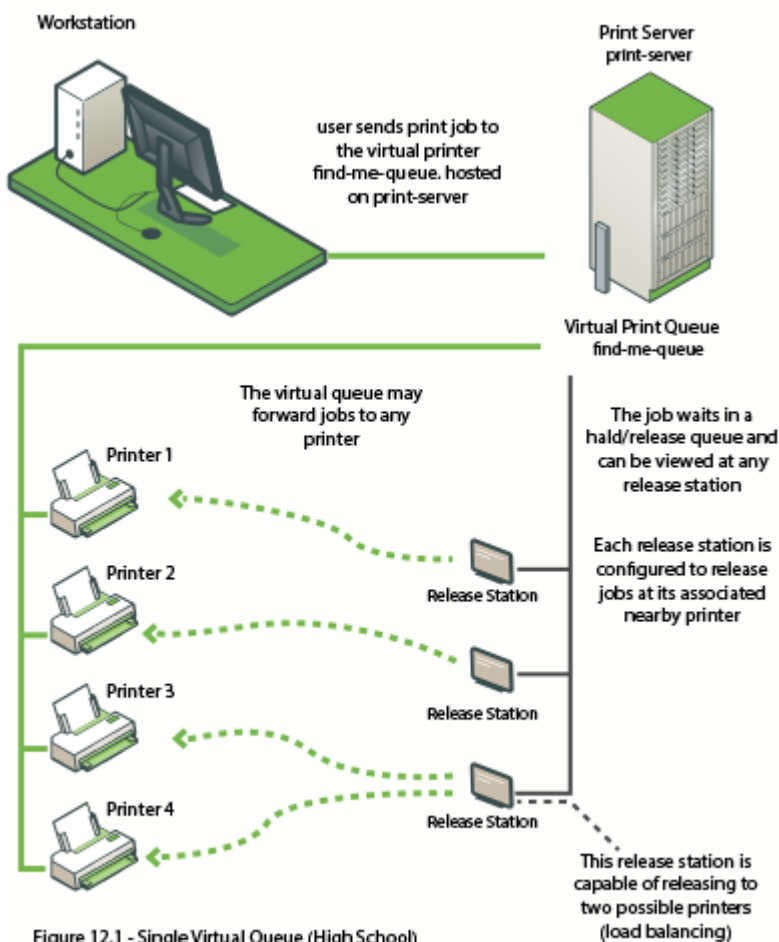 Workstation
Print Server
print-server
user sends print job to
the virtual printer
find-me-queue. hosted
on print-server
Virtual Print Queue
find-me-queue
The virtual queue may
forward jobs to any
printer
The job waits in a
hald/release queue and
can be viewed at any
release station
Each release station is
configured to release
jobs at its associated
nearby printer
Printer 1
Release Station
Printer 2
Release Station
Printer 3
Release Station
Printer 4
This release station is
capable of releasing to
two possible printers
(load balancing)
Figure 12.1 - Single Virtual Queue (High School)